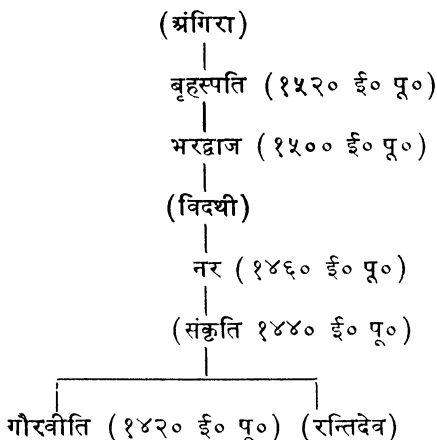 (अंगिरा)
बृहस्पति (१५२० ई० पू०)
भरद्वाज (१५०० ई० पू०)
(विदथी)
नर (१४६० ई० पू०)
(संकृति १४४० ई० पू०)
गौरवीति (१४२० ई० पू०) (रन्तिदेव)